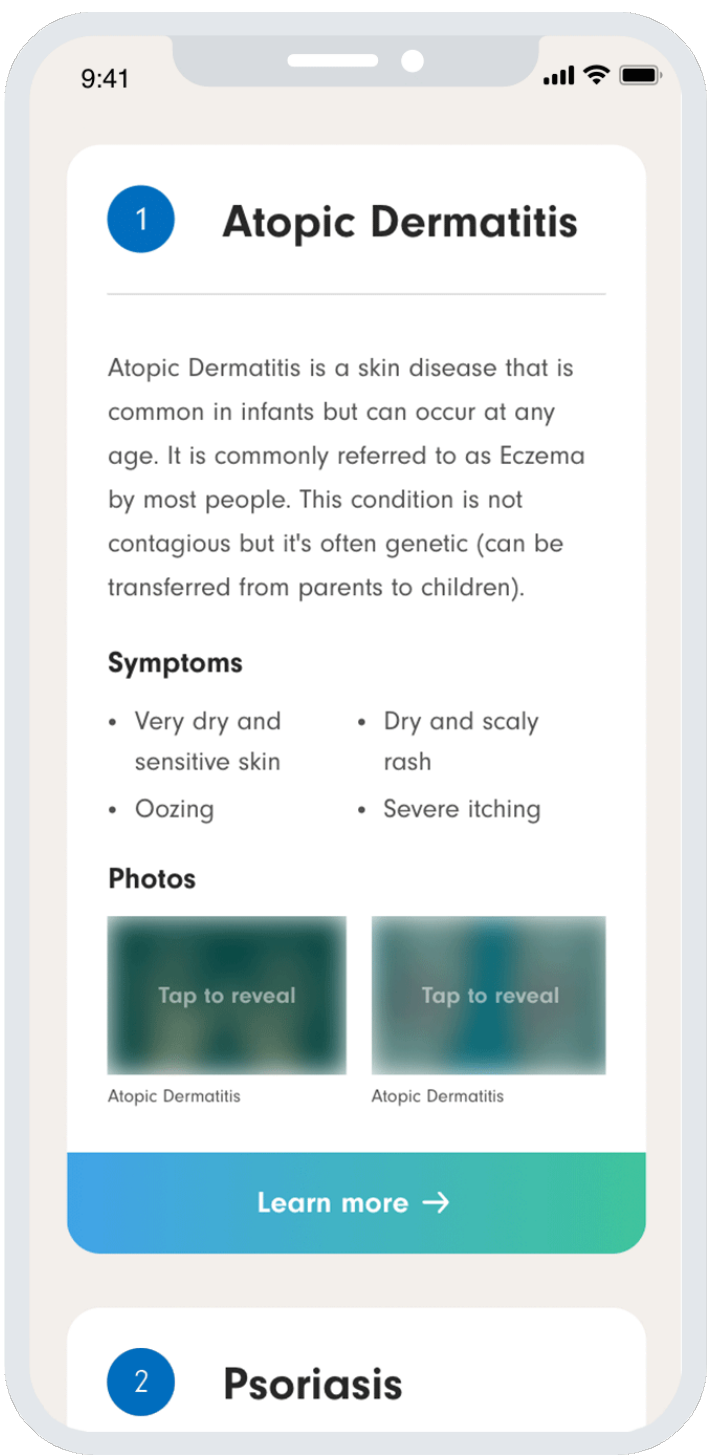 9:41
1
Atopic Dermatitis
Atopic Dermatitis is a skin disease that is
common in infants but can occur at any
age. It is commonly referred to as Eczema
by most people. This condition is not
contagious but it's often genetic (can be
transferred from parents to children).
Symptoms
• Very dry and
sensitive skin
• Oozing
• Dry and scaly
rash
• Severe itching
Photos
Tap to reveal
Tap to reveal
Atopic Dermatitis
Atopic Dermatitis
Learn more →
2
Psoriasis